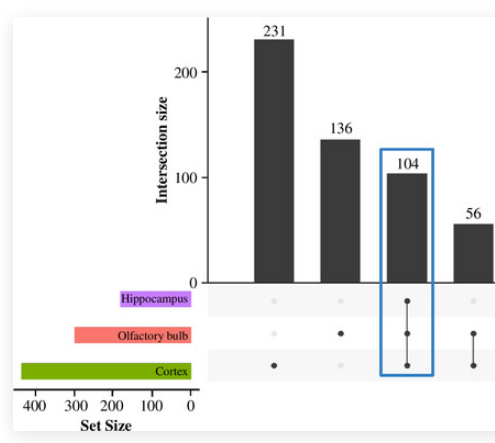 231
200
136
104
100
56
0
Intersection size
Hippocampus
Olfactory bulb
Cortex
400 300 200 100 0
Set Size